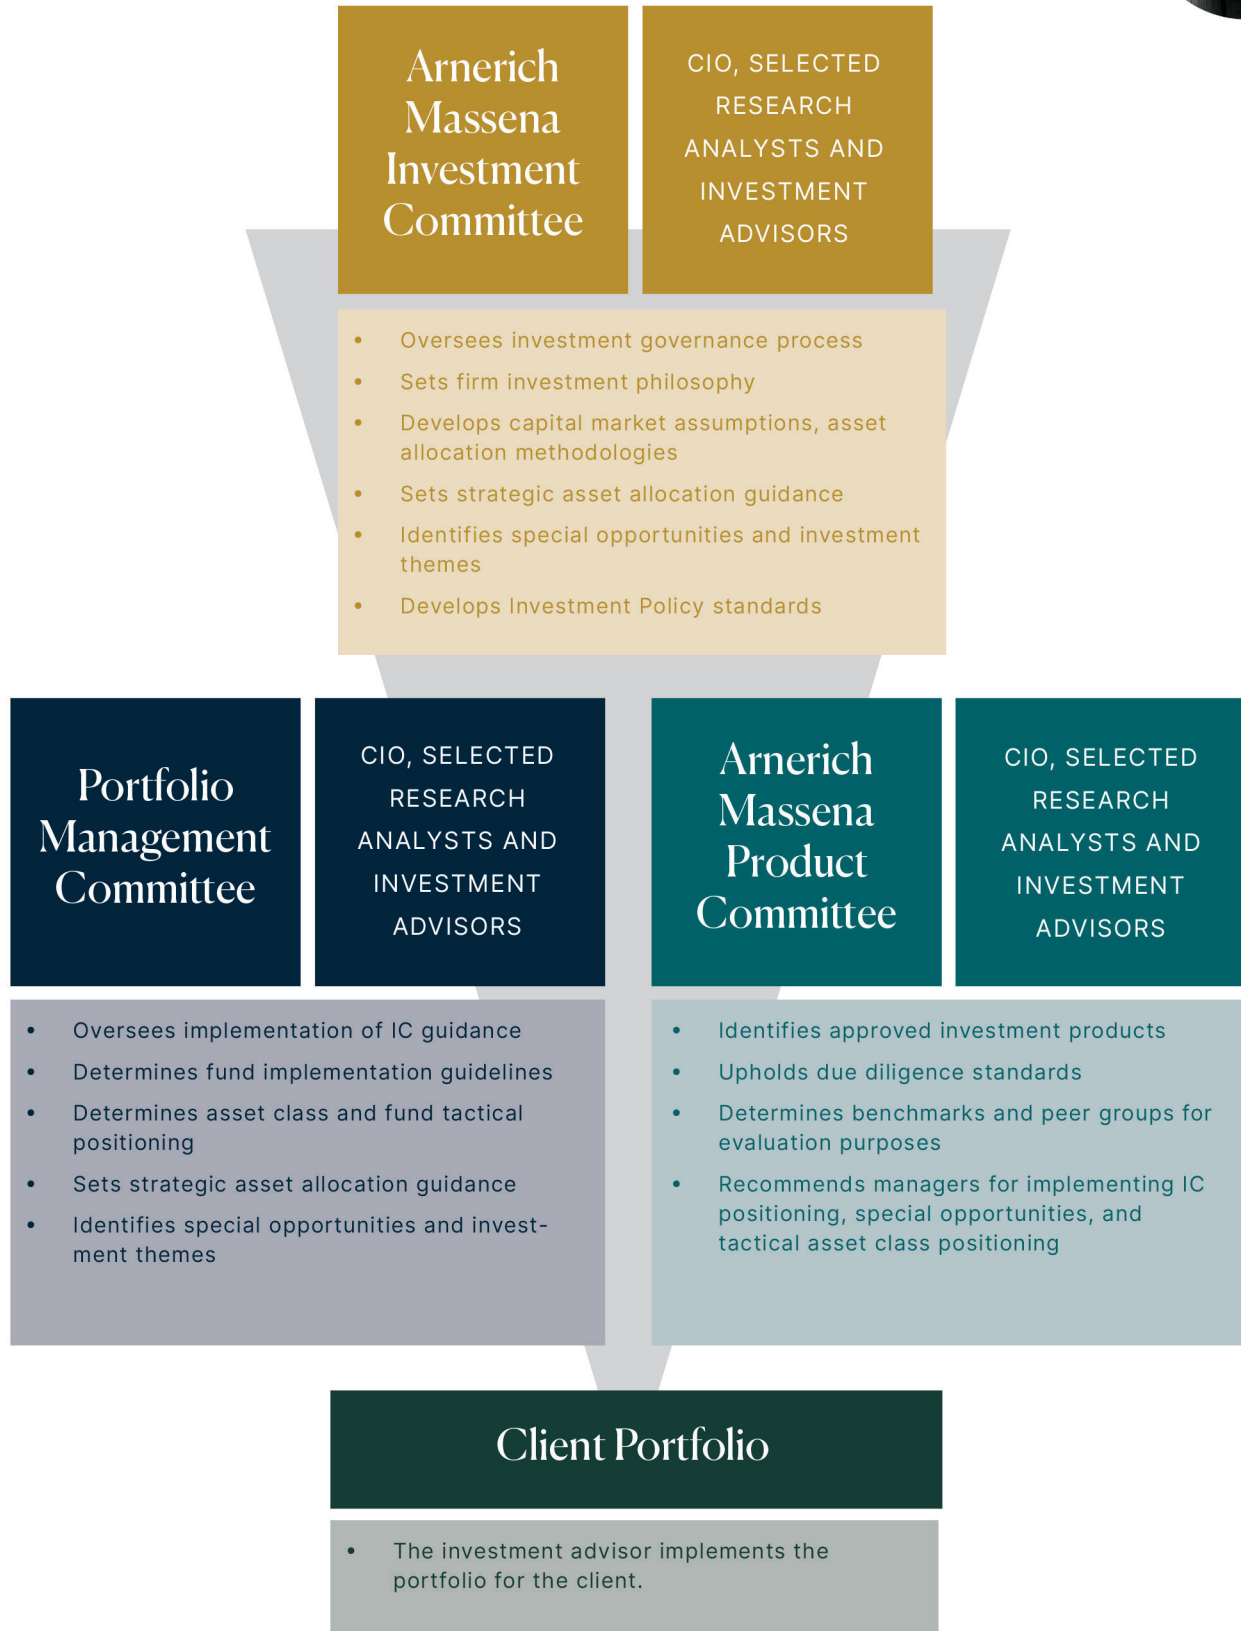 Arnerich
Massena
Investment
Committee
CIO, SELECTED
RESEARCH
ANALYSTS AND
INVESTMENT
ADVISORS
• Oversees investment governance process
• Sets firm investment philosophy
• Develops capital market assumptions, asset
allocation methodologies
• Sets strategic asset allocation guidance
• Identifies special opportunities and investment
themes
• Develops Investment Policy standards
Portfolio
Management
Committee
CIO, SELECTED
RESEARCH
ANALYSTS AND
INVESTMENT
ADVISORS
• Oversees implementation of IC guidance
• Determines fund implementation guidelines
• Determines asset class and fund tactical
positioning
• Sets strategic asset allocation guidance
• Identifies special opportunities and invest-
ment themes
Arnerich
Massena
Product
Committee
CIO, SELECTED
RESEARCH
ANALYSTS AND
INVESTMENT
ADVISORS
• Identifies approved investment products
• Upholds due diligence standards
• Determines benchmarks and peer groups for
evaluation purposes
• Recommends managers for implementing IC
positioning, special opportunities, and
tactical asset class positioning
Client Portfolio
• The investment advisor implements the
portfolio for the client.